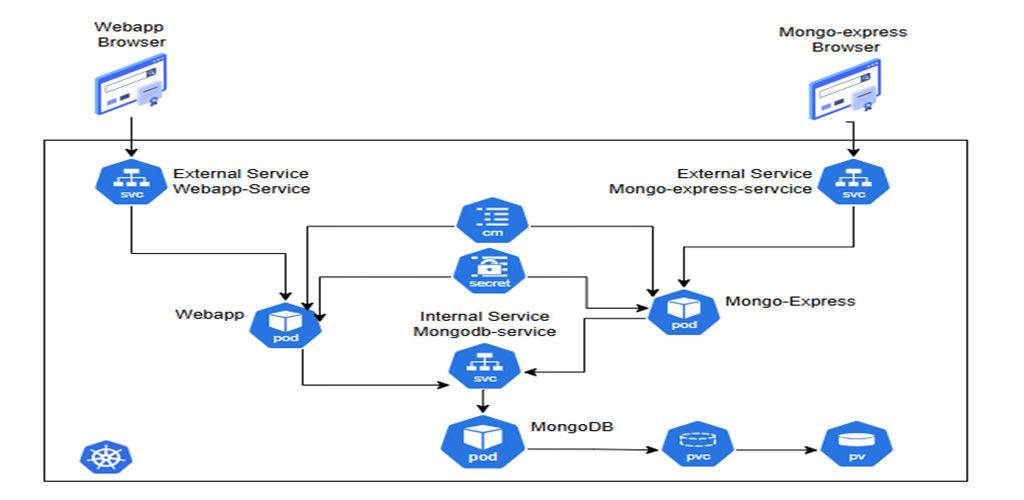 Webapp
Browser
Mongo-express
Browser
External Service
Webapp-Service
svc
External Service
Mongo-express-servcice
svc
cm
secret
Webapp
pod
Internal Service
Mongodb-service
svc
Mongo-Express
pod
MongoDB
pod
pvc
pv